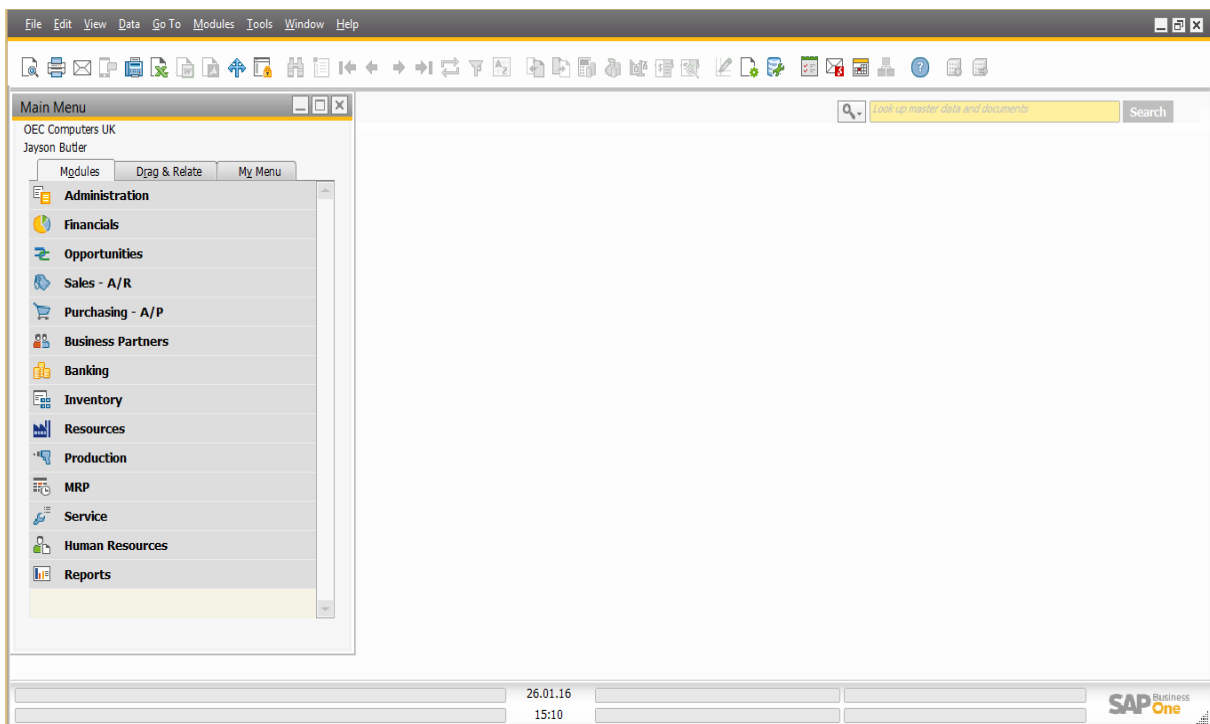 File Edit View Data Go To Modules Tools Window Help
Main Menu
Look up master data and documents
Search
OEC Computers UK
Jayson Butler
Modules Drag & Relate My Menu
Administration
Financials
Opportunities
Sales - A/R
Purchasing - A/P
Business Partners
Banking
Inventory
Resources
Production
MRP
Service
Human Resources
Reports
26.01.16
15:10
SAP Business One